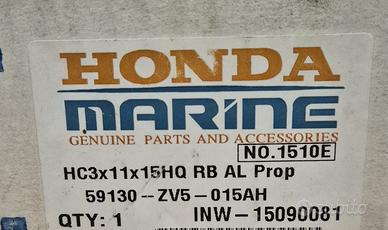 HONDA
MARINE
GENUINE PARTS AND ACCESSORIES
NO.1510E
HC3x11x15HQ RB AL Prop
59130--ZV5-015AH
QTY: 1 INW-15090081
subito